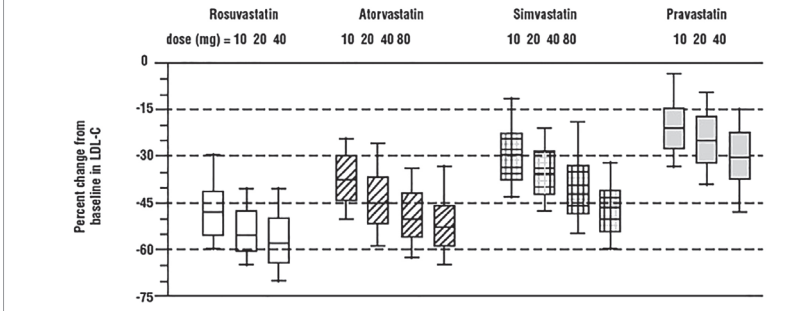 Rosuvastatin Atorvastatin Simvastatin Pravastatin
dose (mg) = 10 20 40 10 20 40 80 10 20 40 80 10 20 40
Percent change from
baseline in LDL-C
0
-15
-30
-45
-60
-75